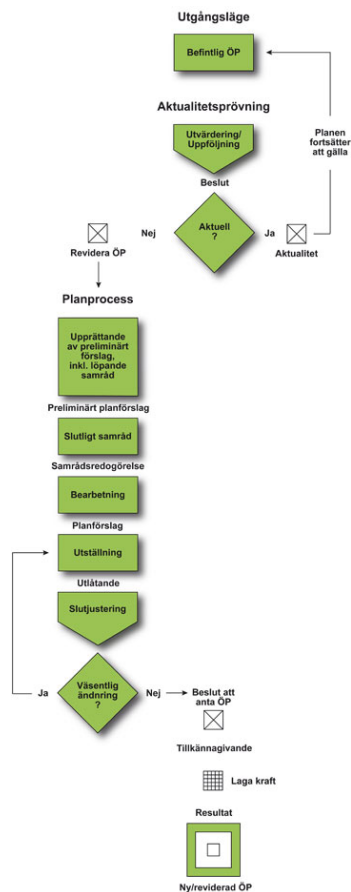 Utgångsläge
Befintlig ÖP
Aktualitetsprövning
Utvärdering/
Uppföljning
Planen
fortsätter
att gälla
Beslut
Nej
Aktuell
?
Ja
Revidera ÖP
Aktualitet
Planprocess
Upprättande
av preliminärt
förslag,
inkl. löpande
samråd
Preliminärt planförslag
Slutligt samråd
Samrådsredogörelse
Bearbetning
Planförslag
Utställning
Utlåtande
Slutjustering
Ja
Väsentlig
ändnring
?
Nej
Beslut att
anta ÖP
Tillkännagivande
Laga kraft
Resultat
Ny/reviderad ÖP